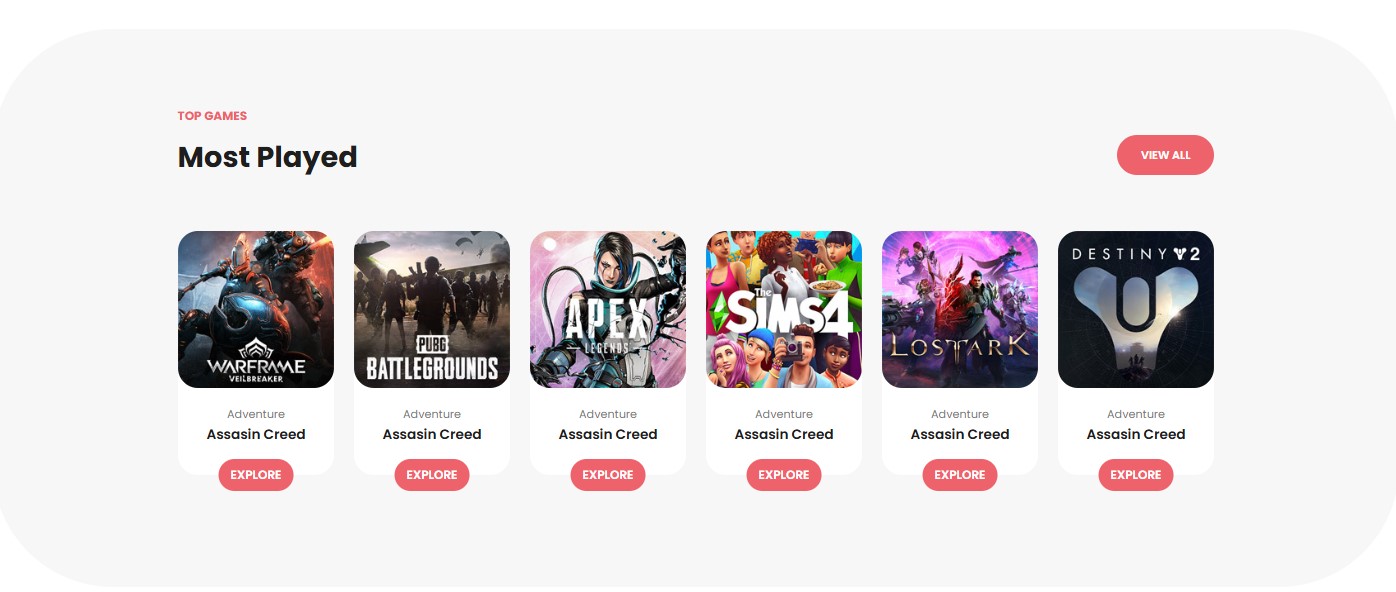 TOP GAMES
Most Played
VIEW ALL
WARFRAME
VEILBREAKER
PUBG
BATTLEGROUNDS
APEX
LEGENDS
The
SIMS4
LOST ARK
DESTINY 2
Adventure
Assasin Creed
EXPLORE
Adventure
Assasin Creed
EXPLORE
Adventure
Assasin Creed
EXPLORE
Adventure
Assasin Creed
EXPLORE
Adventure
Assasin Creed
EXPLORE
Adventure
Assasin Creed
EXPLORE